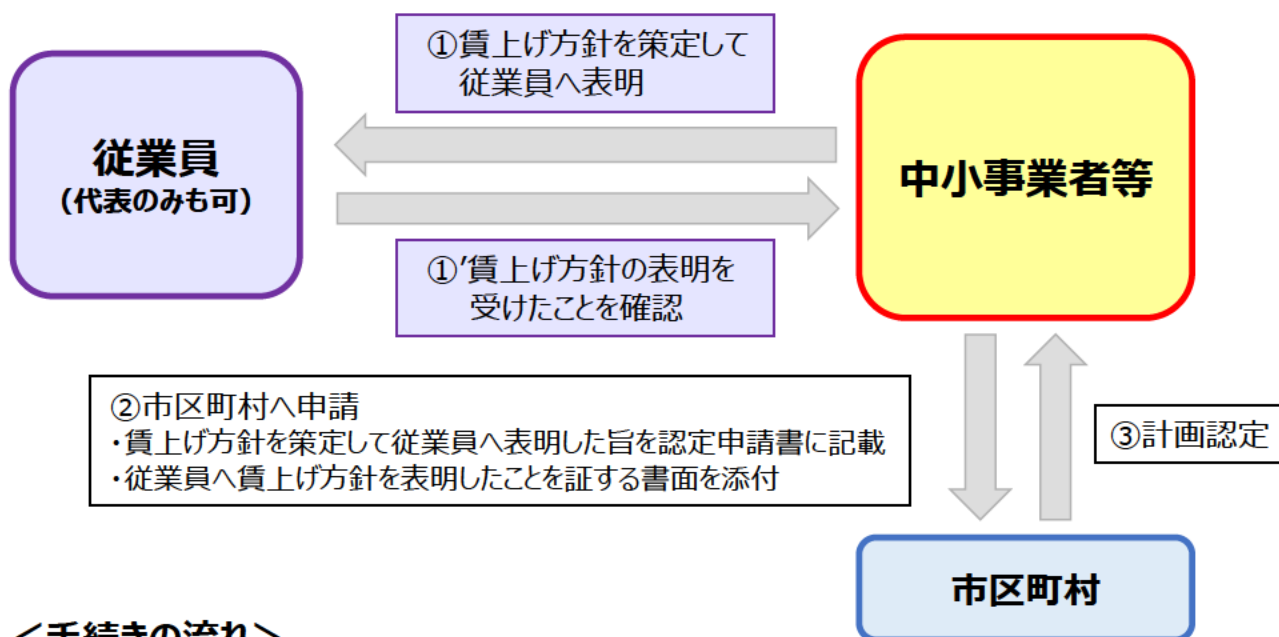 ①賃上げ方針を策定して
従業員へ表明
従業員
(代表のみも可)
中小事業者等
①’賃上げ方針の表明を
受けたことを確認
②市区町村へ申請
・賃上げ方針を策定して従業員へ表明した旨を認定申請書に記載
・従業員へ賃上げ方針を表明したことを証する書面を添付
③計画認定
市区町村
＜手続きの流れ＞